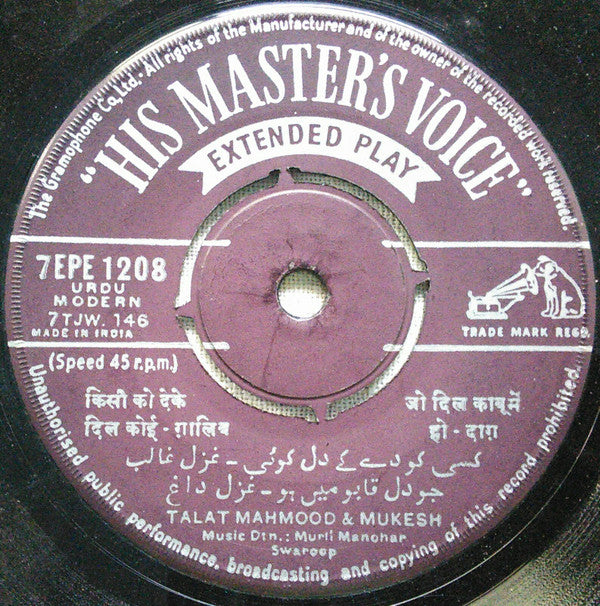 The Gramophone Co. Ltd. All rights of the Manufacturer and of the owner of the recorded work reserved.
"HIS MASTER'S VOICE"
EXTENDED PLAY
7EPE 1208
URDU
MODERN
7TJW. 146
MADE IN INDIA
TRADE MARK REGD
(Speed 45 r.p.m.)
किसी को देके
दिल कोई - ग़ालिब
जो दिल काबू में
हो - दाग़
کسی کو دے کے دل کوئی - غزل غالب
جو دل قابو میں ہو - غزل داغ
TALAT MAHMOOD & MUKESH
Music Dtn.: Murli Manohar
Swaroop
Unauthorised public performance, broadcasting and copying of this record prohibited.